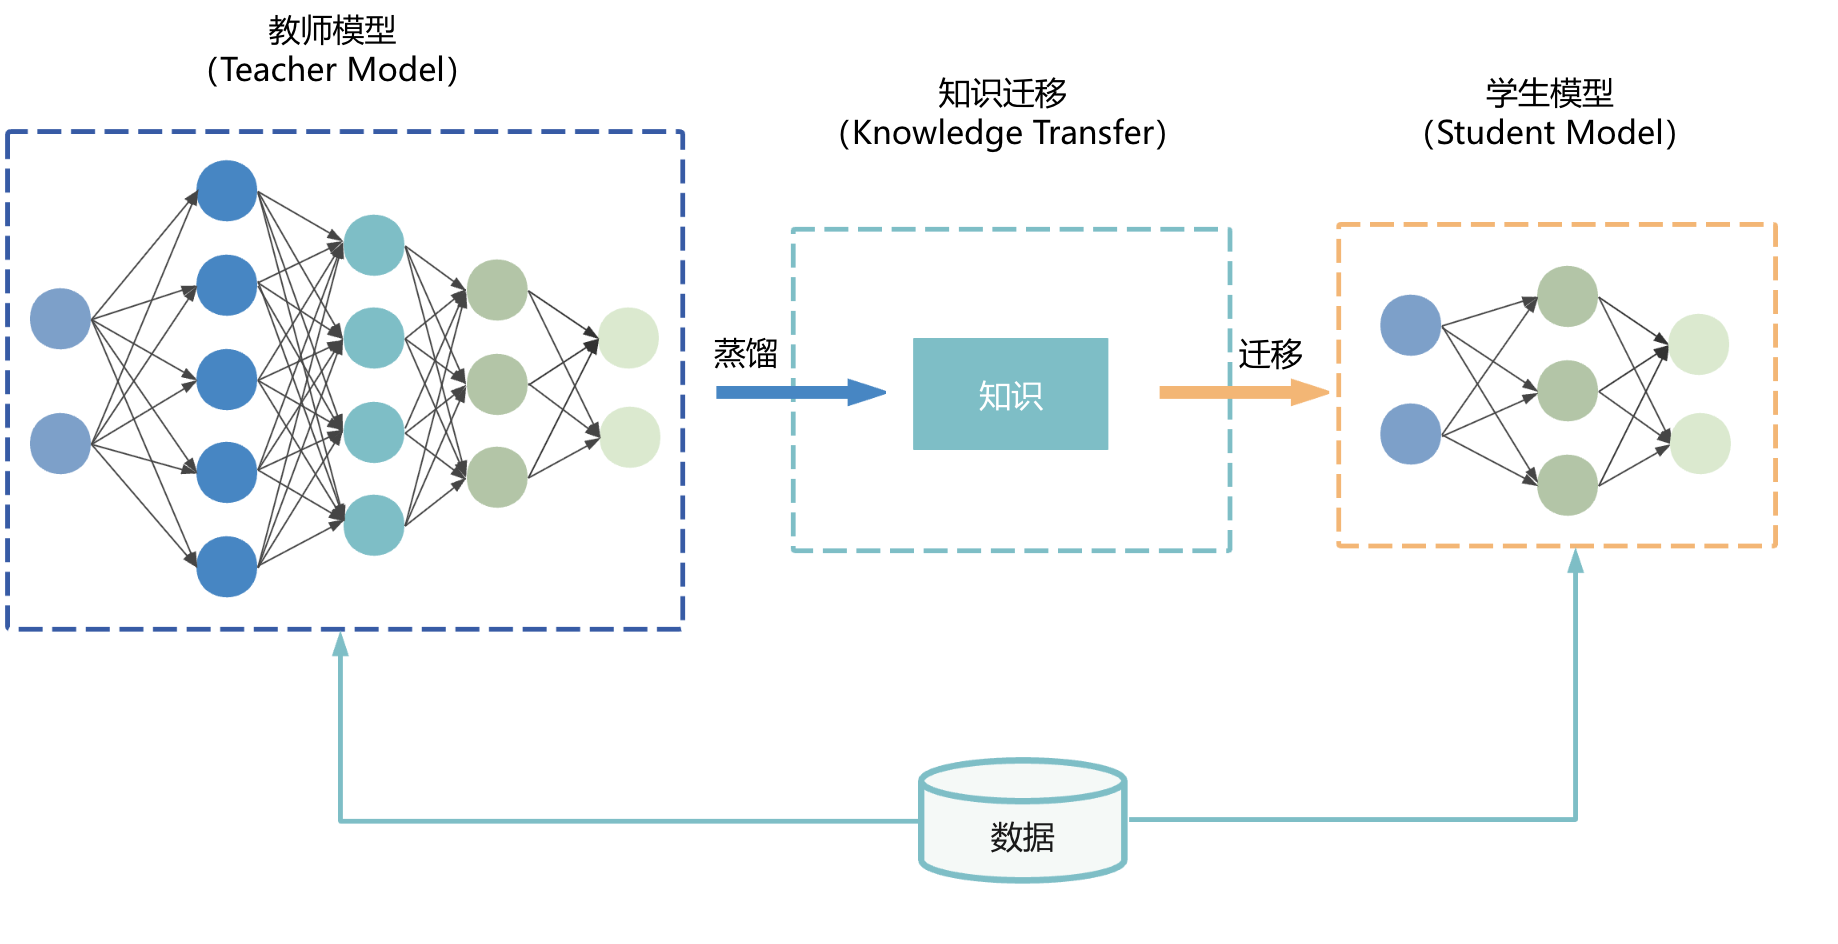 教师模型
（Teacher Model）
知识迁移
（Knowledge Transfer）
学生模型
（Student Model）
蒸馏
知识
迁移
数据